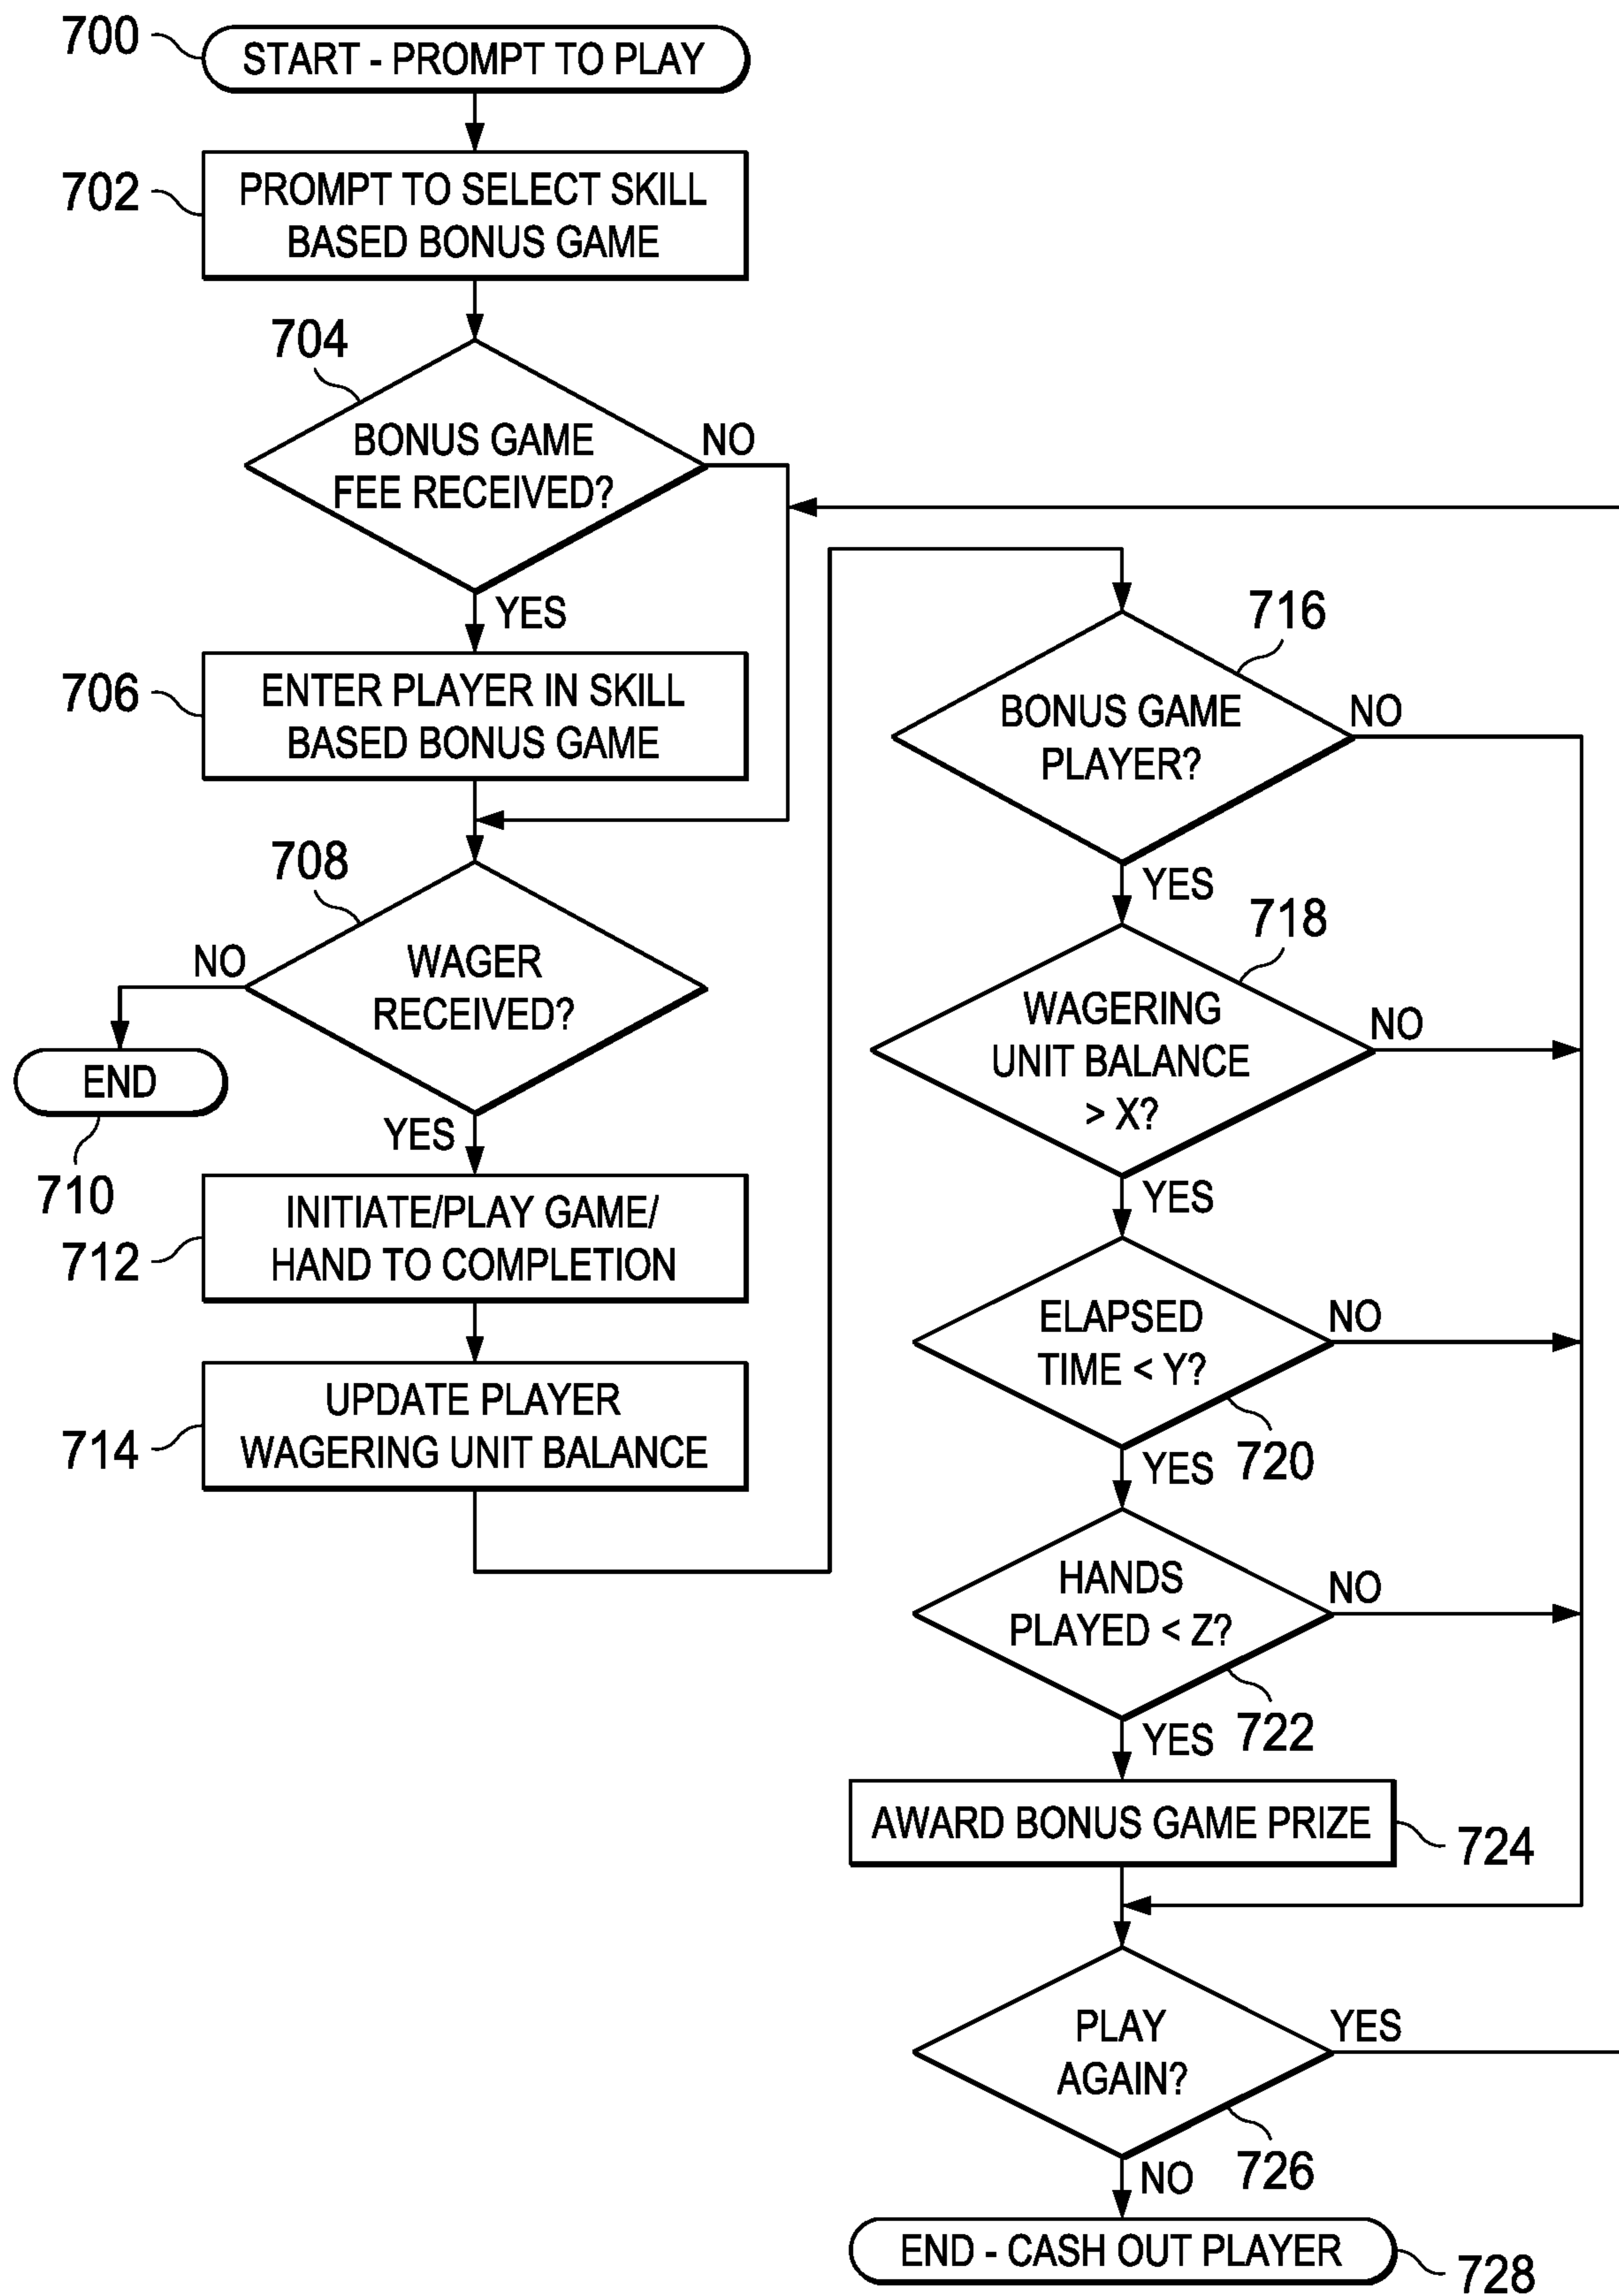 700
START - PROMPT TO PLAY
702
PROMPT TO SELECT SKILL
BASED BONUS GAME
704
BONUS GAME
FEE RECEIVED?
NO
YES
706
ENTER PLAYER IN SKILL
BASED BONUS GAME
708
WAGER
RECEIVED?
NO
END
710
YES
712
INITIATE/PLAY GAME/
HAND TO COMPLETION
714
UPDATE PLAYER
WAGERING UNIT BALANCE
716
BONUS GAME
PLAYER?
NO
YES
718
WAGERING
UNIT BALANCE
> X?
NO
YES
ELAPSED
TIME < Y?
NO
YES
720
HANDS
PLAYED < Z?
NO
YES
722
AWARD BONUS GAME PRIZE
724
PLAY
AGAIN?
YES
726
NO
END - CASH OUT PLAYER
728